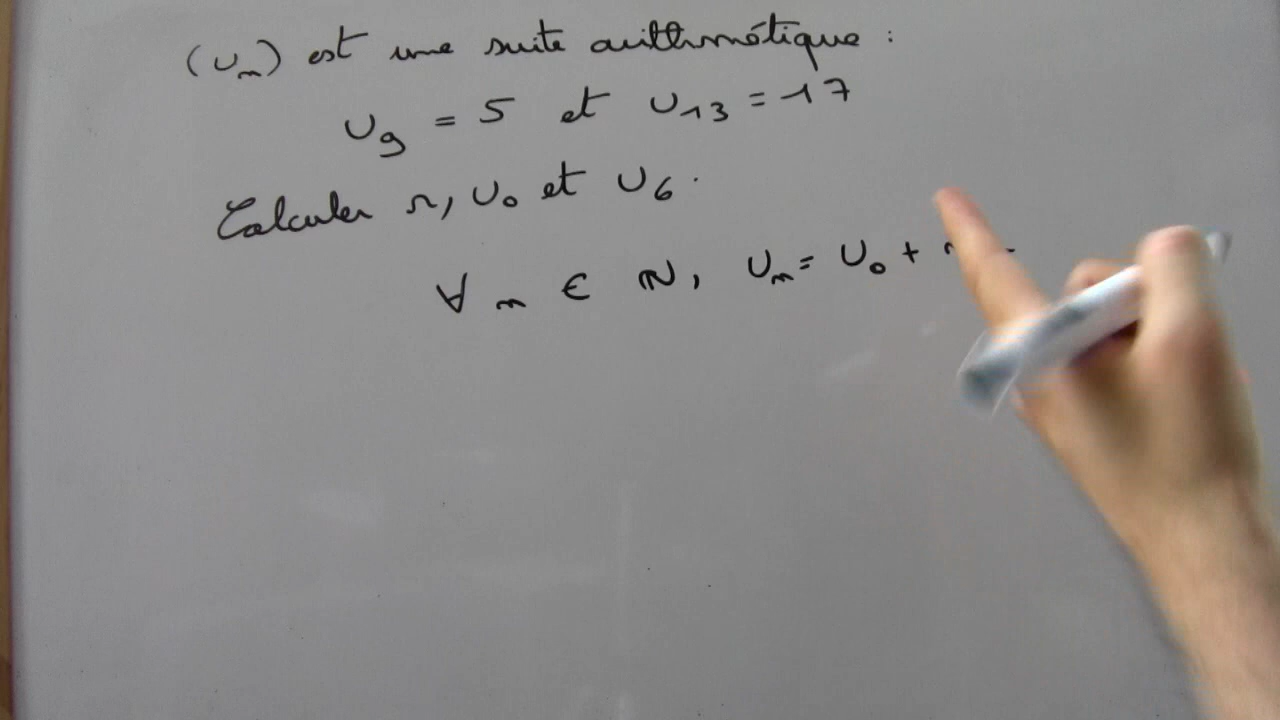 (Un) est une suite arithmétique :
U9 = 5 et U13 = 17
Calculer r, U0 et U6.
∀ n ∈ ℕ, Un = U0 +